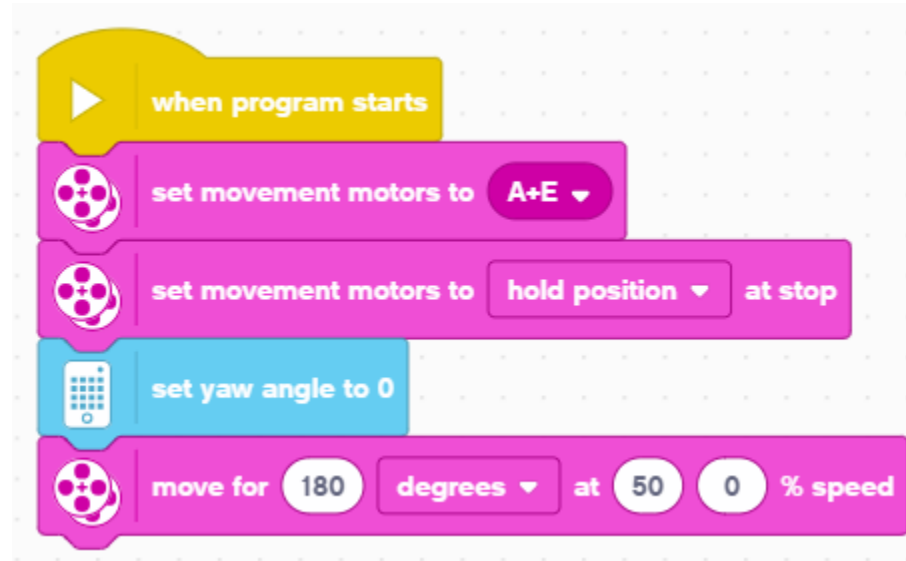 when program starts
set movement motors to A+E
set movement motors to hold position at stop
set yaw angle to 0
move for 180 degrees at 50 0 % speed